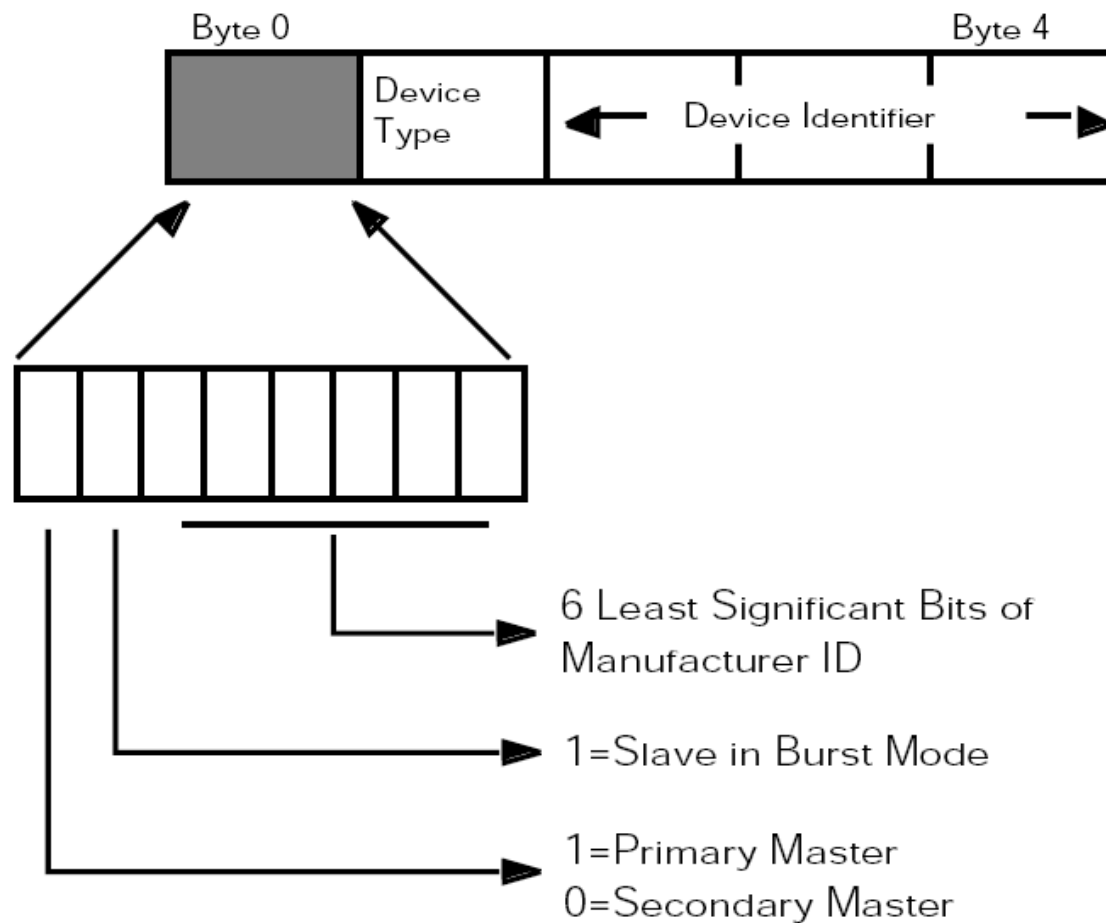 Byte 0
Byte 4
Device
Type
Device Identifier
6 Least Significant Bits of
Manufacturer ID
1=Slave in Burst Mode
1=Primary Master
0=Secondary Master